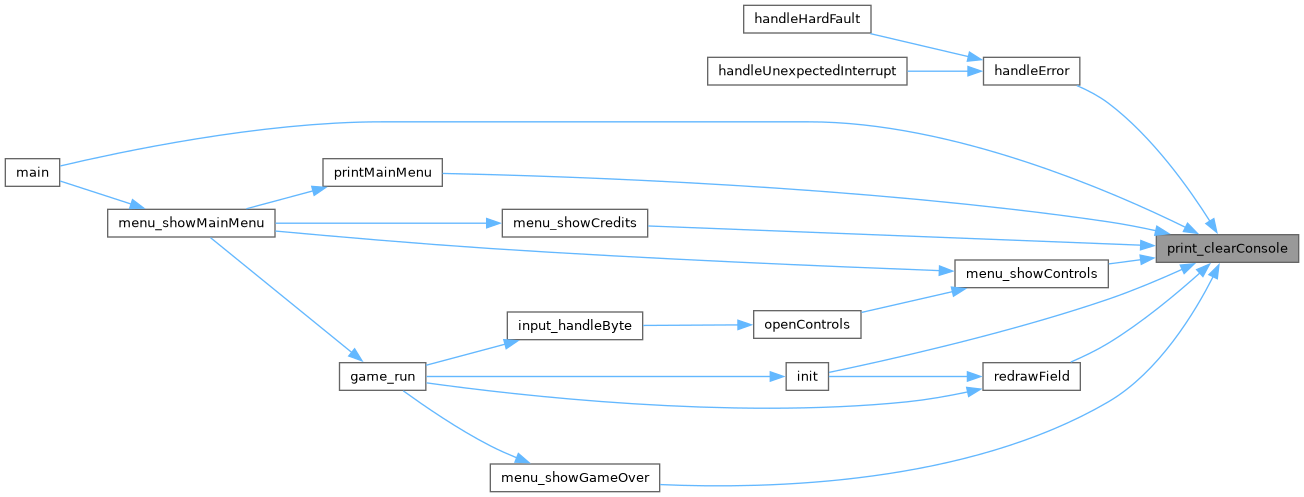 handleHardFault
handleUnexpectedInterrupt
handleError
main
printMainMenu
menu_showMainMenu
menu_showCredits
print_clearConsole
menu_showControls
input_handleByte
openControls
game_run
init
redrawField
menu_showGameOver